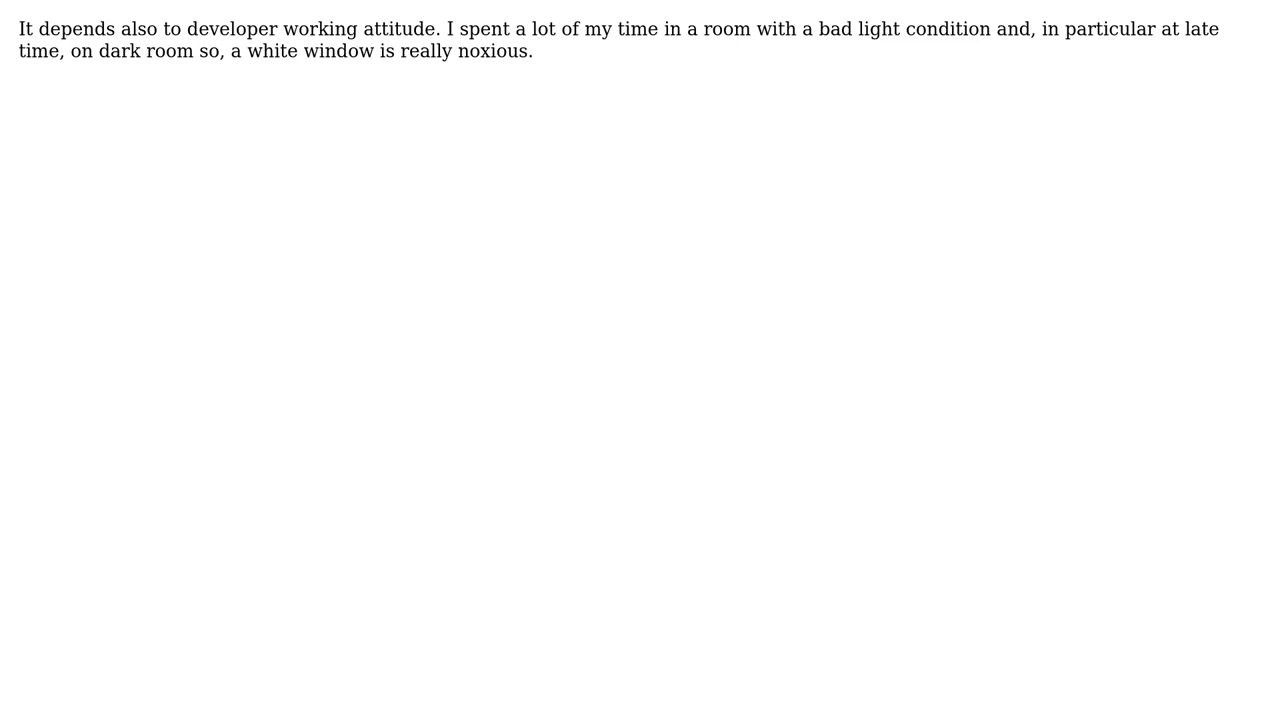 It depends also to developer working attitude. I spent a lot of my time in a room with a bad light condition and, in particular at late
time, on dark room so, a white window is really noxious.